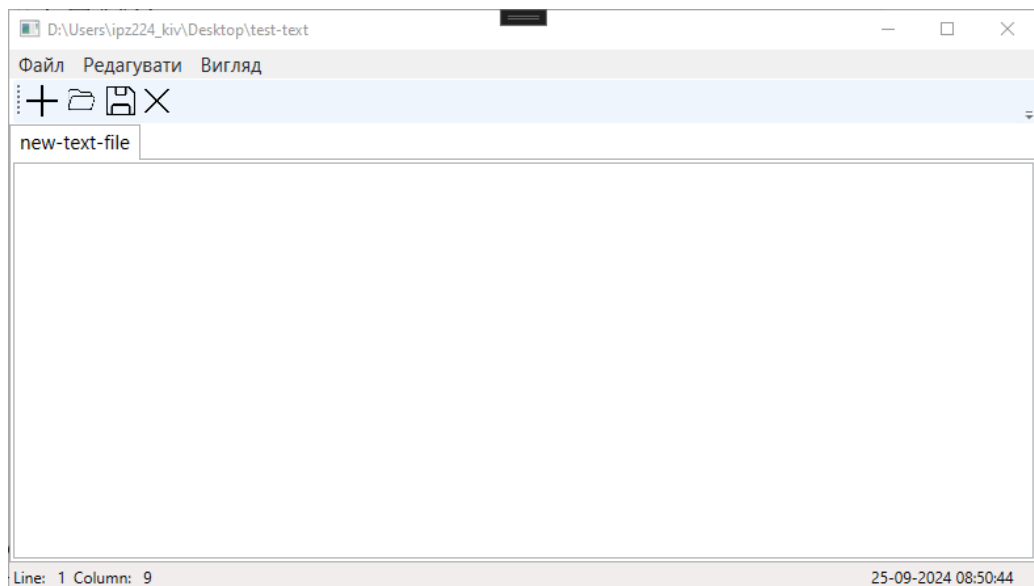 D:\Users\ipz224_kiv\Desktop\test-text
Файл Редагувати Вигляд
new-text-file
Line: 1 Column: 9 25-09-2024 08:50:44